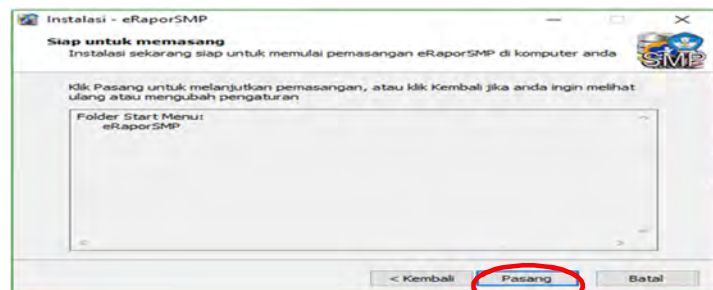 Instalasi - eRaporSMP
Siap untuk memasang
Instalasi sekarang siap untuk memulai pemasangan eRaporSMP di komputer anda
SMP
Klik Pasang untuk melanjutkan pemasangan, atau klik Kembali jika anda ingin melihat
ulang atau mengubah pengaturan
Folder Start Menu:
eRaporSMP
< Kembali Pasang Batal